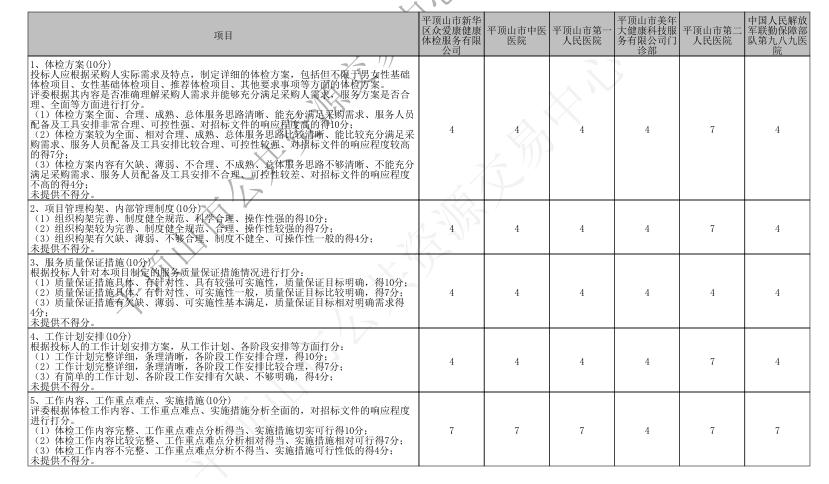 项目
平顶山市新华
区众爱康健康
体检服务有限
公司
平顶山市中医
医院
平顶山市第一
人民医院
平顶山市美年
大健康科技服
务有限公司门
诊部
平顶山市第二
人民医院
中国人民解放
军联勤保障部
队第九八九医
院
1、体检方案(10分)
投标人应根据采购人实际需求及特点，制定详细的体检方案，包括但不限于男女性基础
体检项目、女性基础体检项目、推荐体检项目、其他要求事项等方面的体检方案。
评委根据其内容是否准确理解采购人需求并能够充分满足采购人需求、服务方案是否合
理、全面等方面进行打分。
（1）体检方案全面、合理、成熟、总体服务思路清晰、能充分满足采购需求、服务人员
配备及工具安排非常合理、可控性强、对招标文件的响应程度高的得10分；
（2）体检方案较为全面、相对合理、成熟、总体服务思路比较清晰、能比较充分满足采
购需求、服务人员配备及工具安排比较合理、可控性较强、对招标文件的响应程度较高
的得7分；
（3）体检方案内容有欠缺、薄弱、不合理、不成熟、总体服务思路不够清晰、不能充分
满足采购需求、服务人员配备及工具安排不合理、可控性较差、对招标文件的响应程度
不高的得4分；
未提供不得分。
4 4 4 4 7 4
2、项目管理构架、内部管理制度(10分)
（1）组织构架完善、制度健全规范、科学合理、操作性强的得10分；
（2）组织构架较为完善、制度健全规范、合理、操作性较强的得7分；
（3）组织构架有欠缺、薄弱、不够合理、制度不健全、可操作性一般的得4分；
未提供不得分。
4 4 4 4 7 4
3、服务质量保证措施(10分)
根据投标人针对本项目制定的服务质量保证措施情况进行打分：
（1）质量保证措施具体、有针对性、具有较强可实施性，质量保证目标明确，得10分；
（2）质量保证措施具体、有针对性、可实施性一般，质量保证目标比较明确，得7分；
（3）质量保证措施有欠缺、薄弱、可实施性基本满足，质量保证目标相对明确需求得
4分；
未提供不得分。
4 4 4 4 4 4
4、工作计划安排(10分)
根据投标人的工作计划安排方案，从工作计划、各阶段安排等方面打分：
（1）工作计划完整详细，条理清晰，各阶段工作安排合理，得10分；
（2）工作计划完整详细，条理清晰，各阶段工作安排比较合理，得7分；
（3）有简单的工作计划、各阶段工作安排有欠缺、不够明确，得4分；
未提供不得分。
4 4 4 4 7 4
5、工作内容、工作重点难点、实施措施(10分)
评委根据体检工作内容、工作重点难点、实施措施分析全面的，对招标文件的响应程度
进行打分。
（1）体检工作内容完整、工作重点难点分析得当、实施措施切实可行得10分；
（2）体检工作内容比较完整、工作重点难点分析相对得当、实施措施相对可行得7分；
（3）体检工作内容不完整、工作重点难点分析不得当、实施措施可行性低的得4分；
未提供不得分。
7 7 7 4 7 7
平顶山市公共资源交易中心
平顶山市公共资源交易中心